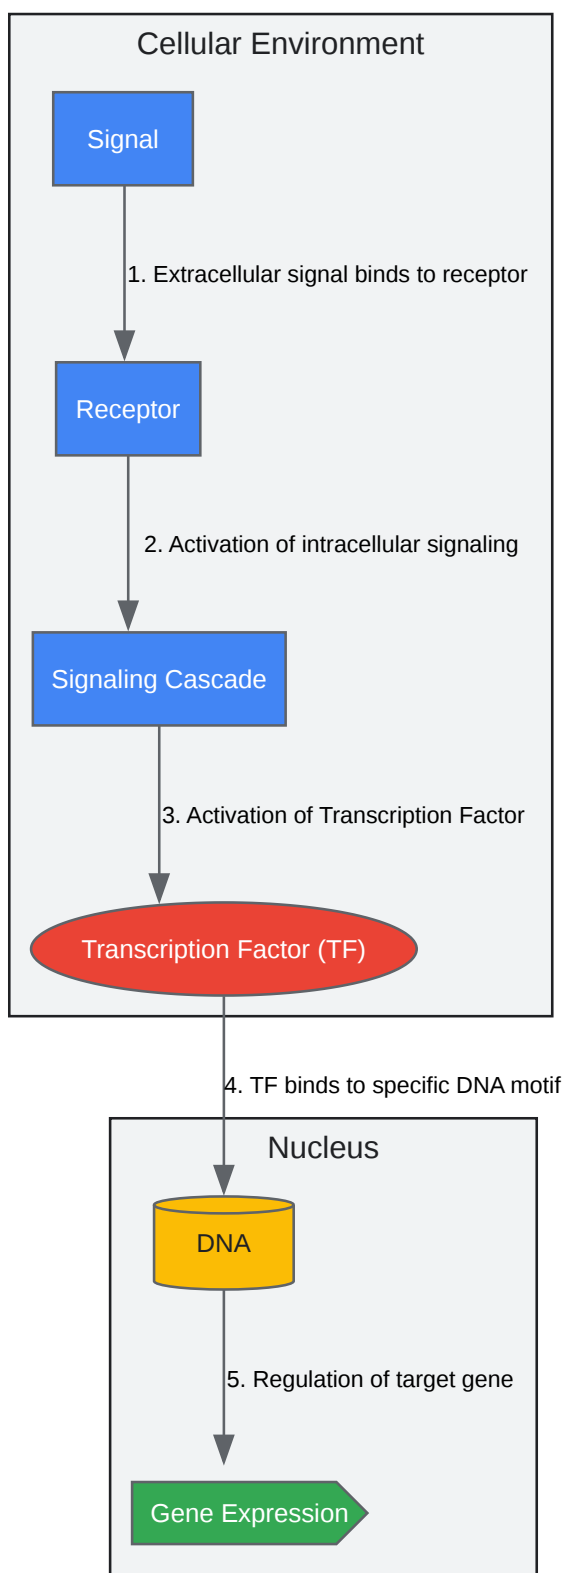 Cellular Environment
Signal
1. Extracellular signal binds to receptor
Receptor
2. Activation of intracellular signaling
Signaling Cascade
3. Activation of Transcription Factor
Transcription Factor (TF)
4. TF binds to specific DNA motif
Nucleus
DNA
5. Regulation of target gene
Gene Expression